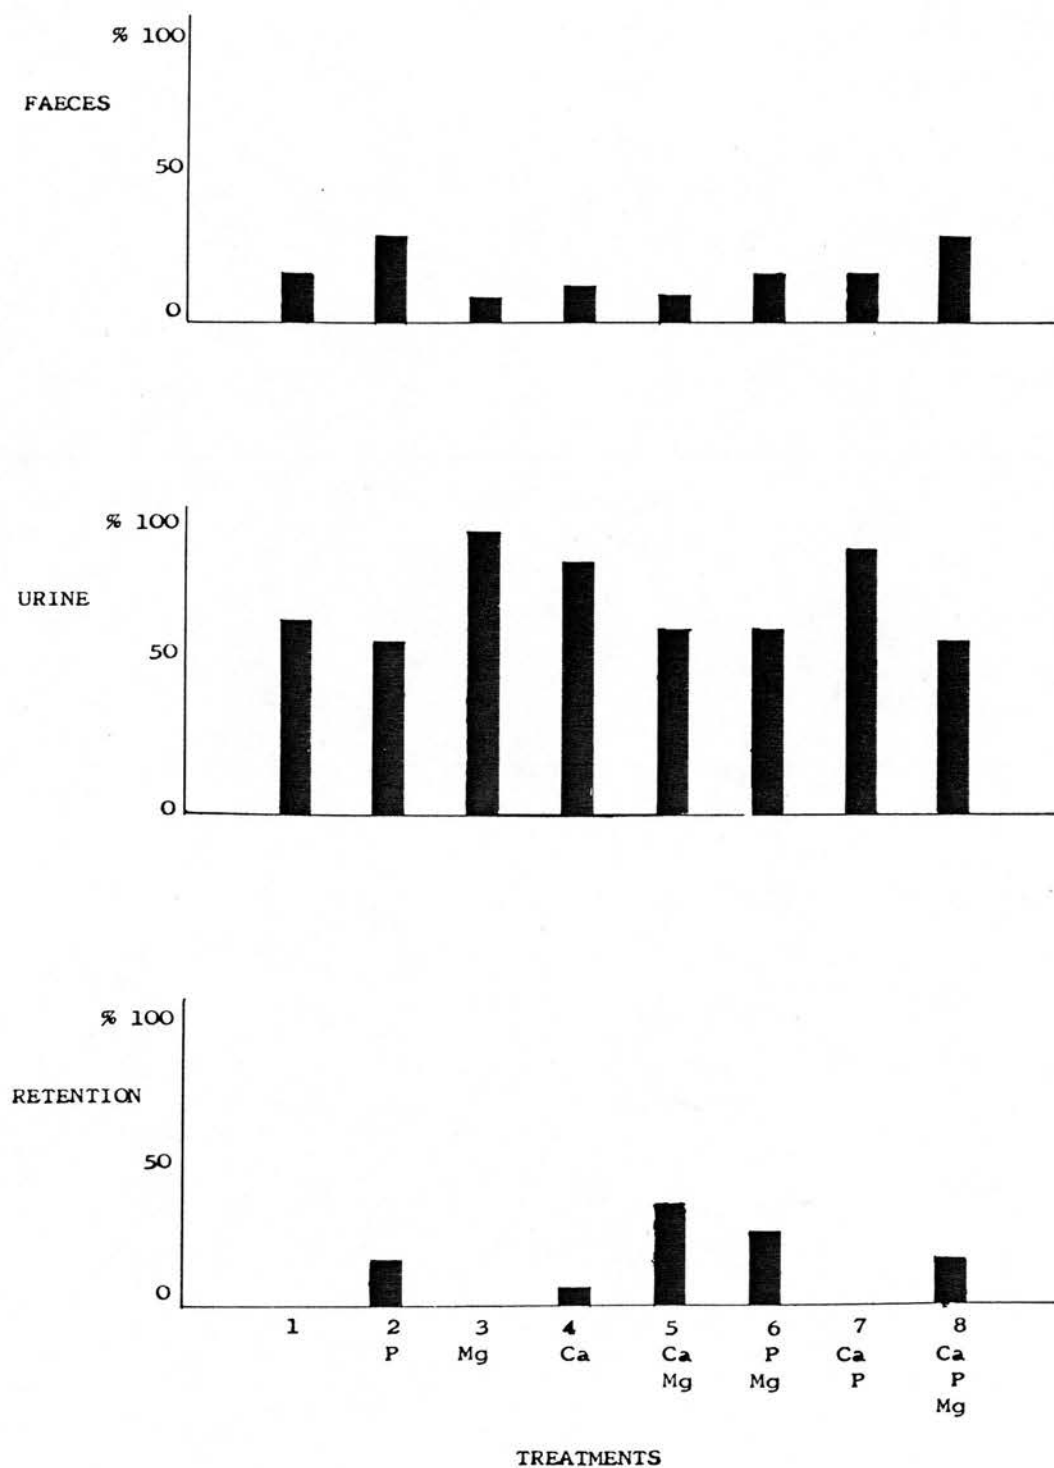 % 100
FAECES
50
0
% 100
URINE
50
0
% 100
RETENTION
50
0
1 2 3 4 5 6 7 8
P Mg Ca Ca P Ca Ca
Mg Mg P P
Mg
TREATMENTS